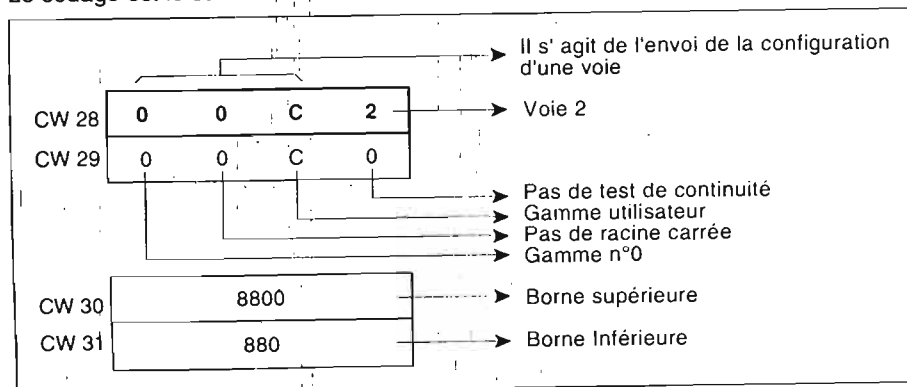 Il s' agit de l'envoi de la configuration
d'une voie
CW 28 0 0 C 2 Voie 2
CW 29 0 0 C 0
Pas de test de continuité
Gamme utilisateur
Pas de racine carrée
Gamme n°0
CW 30 8800 Borne supérieure
CW 31 880 Borne Inférieure